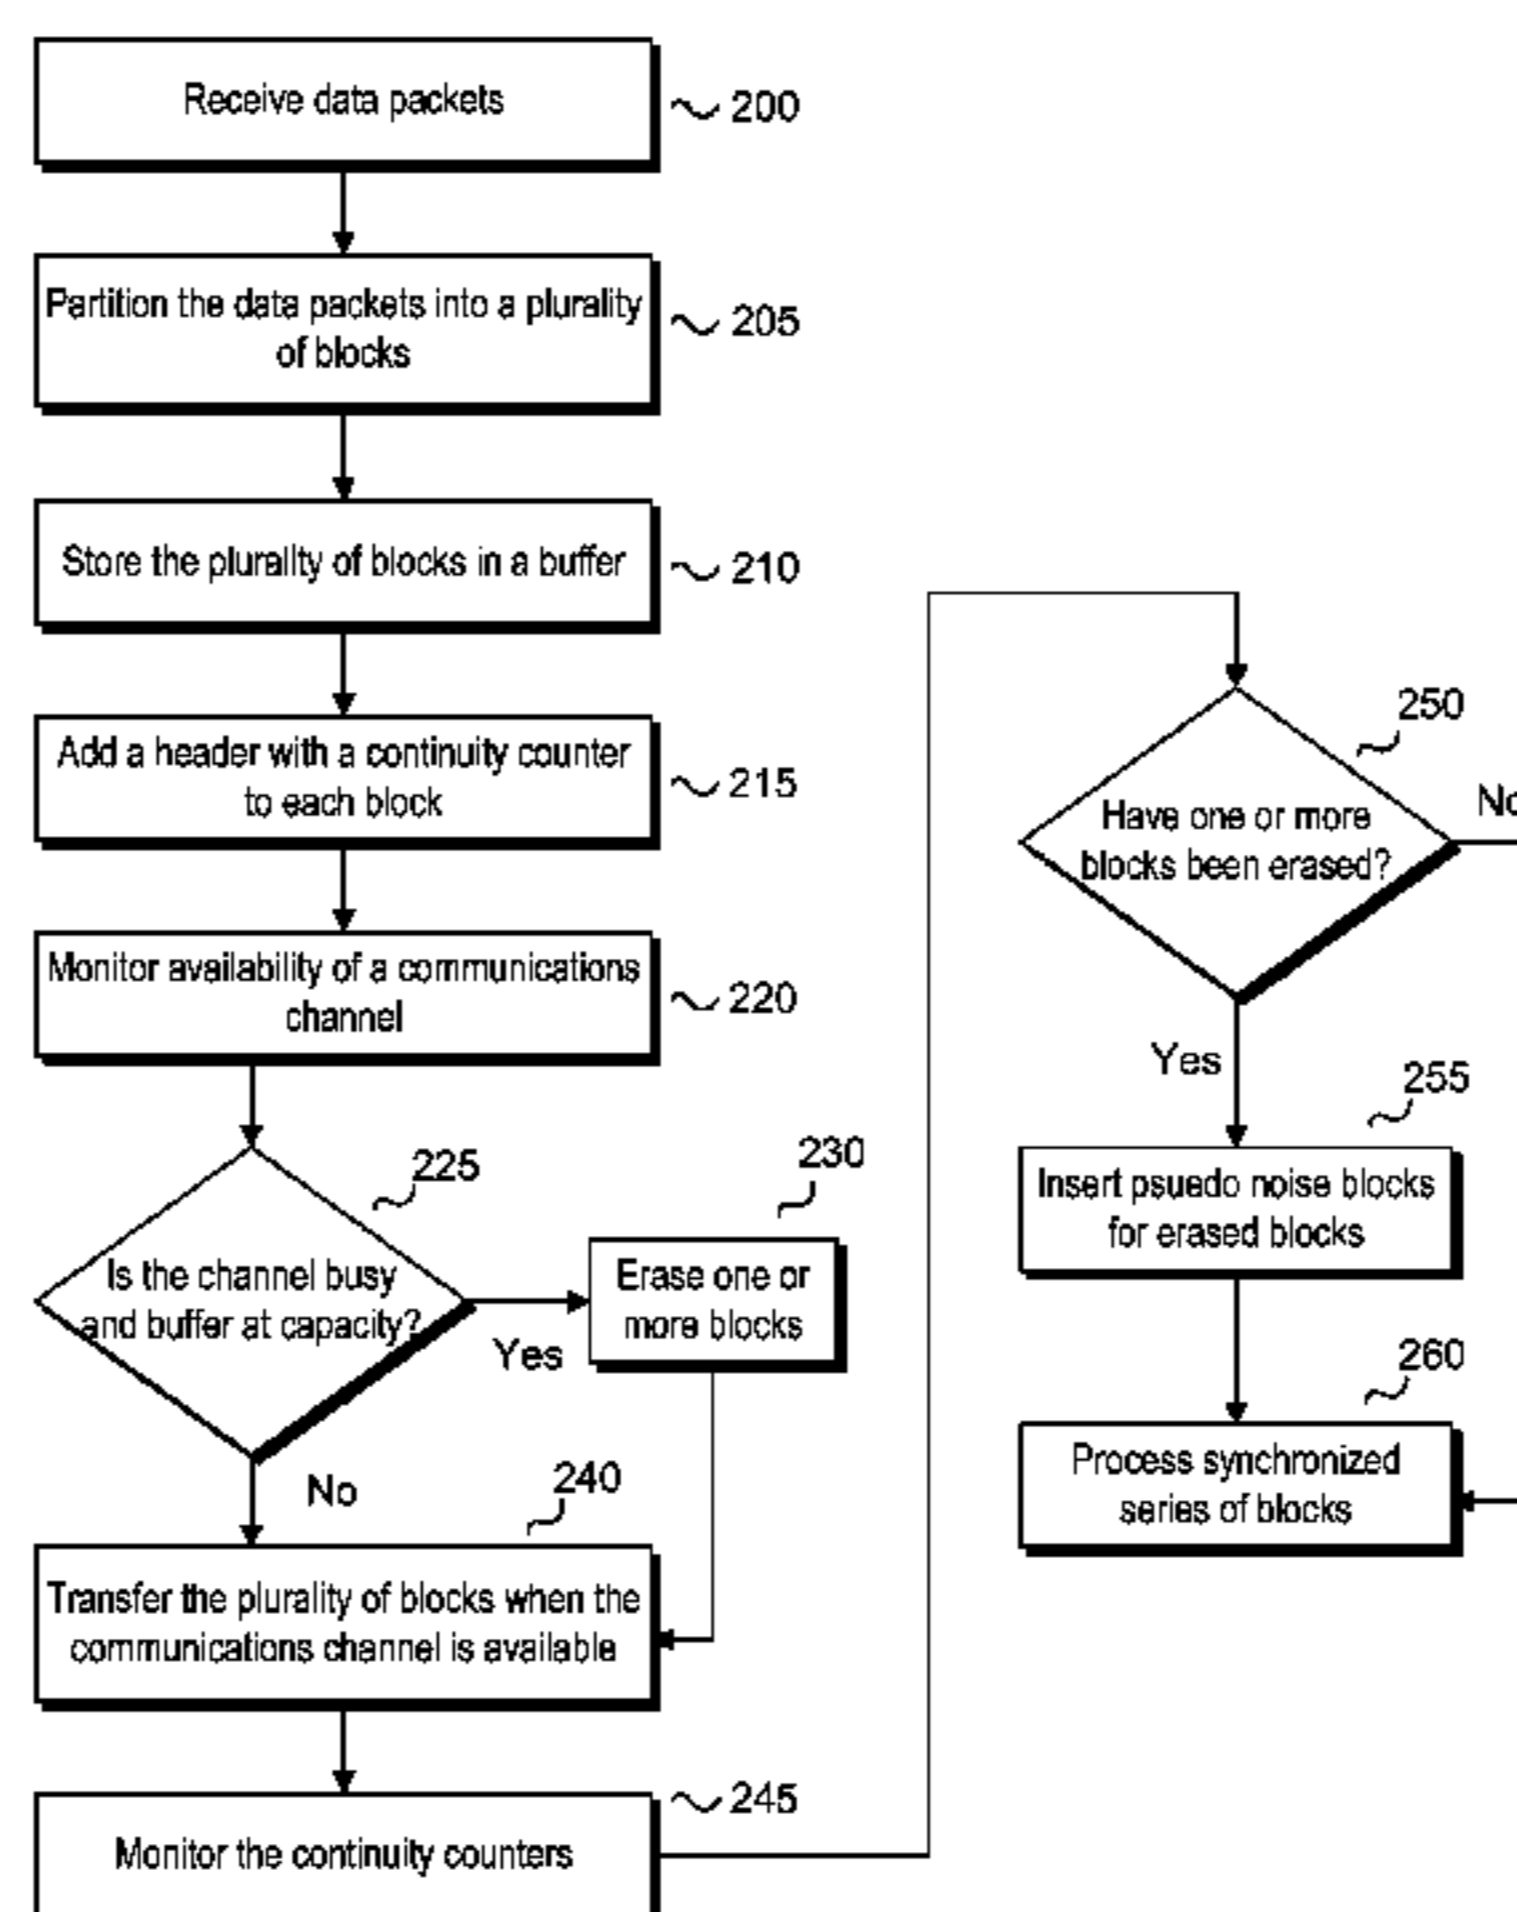 Receive data packets
200
Partition the data packets into a plurality
of blocks
205
Store the plurality of blocks in a buffer
210
Add a header with a continuity counter
to each block
215
Monitor availability of a communications
channel
220
225
Is the channel busy
and buffer at capacity?
Yes
No
230
Erase one or
more blocks
240
Transfer the plurality of blocks when the
communications channel is available
245
Monitor the continuity counters
250
Have one or more
blocks been erased?
No
Yes
255
Insert psuedo noise blocks
for erased blocks
260
Process synchronized
series of blocks